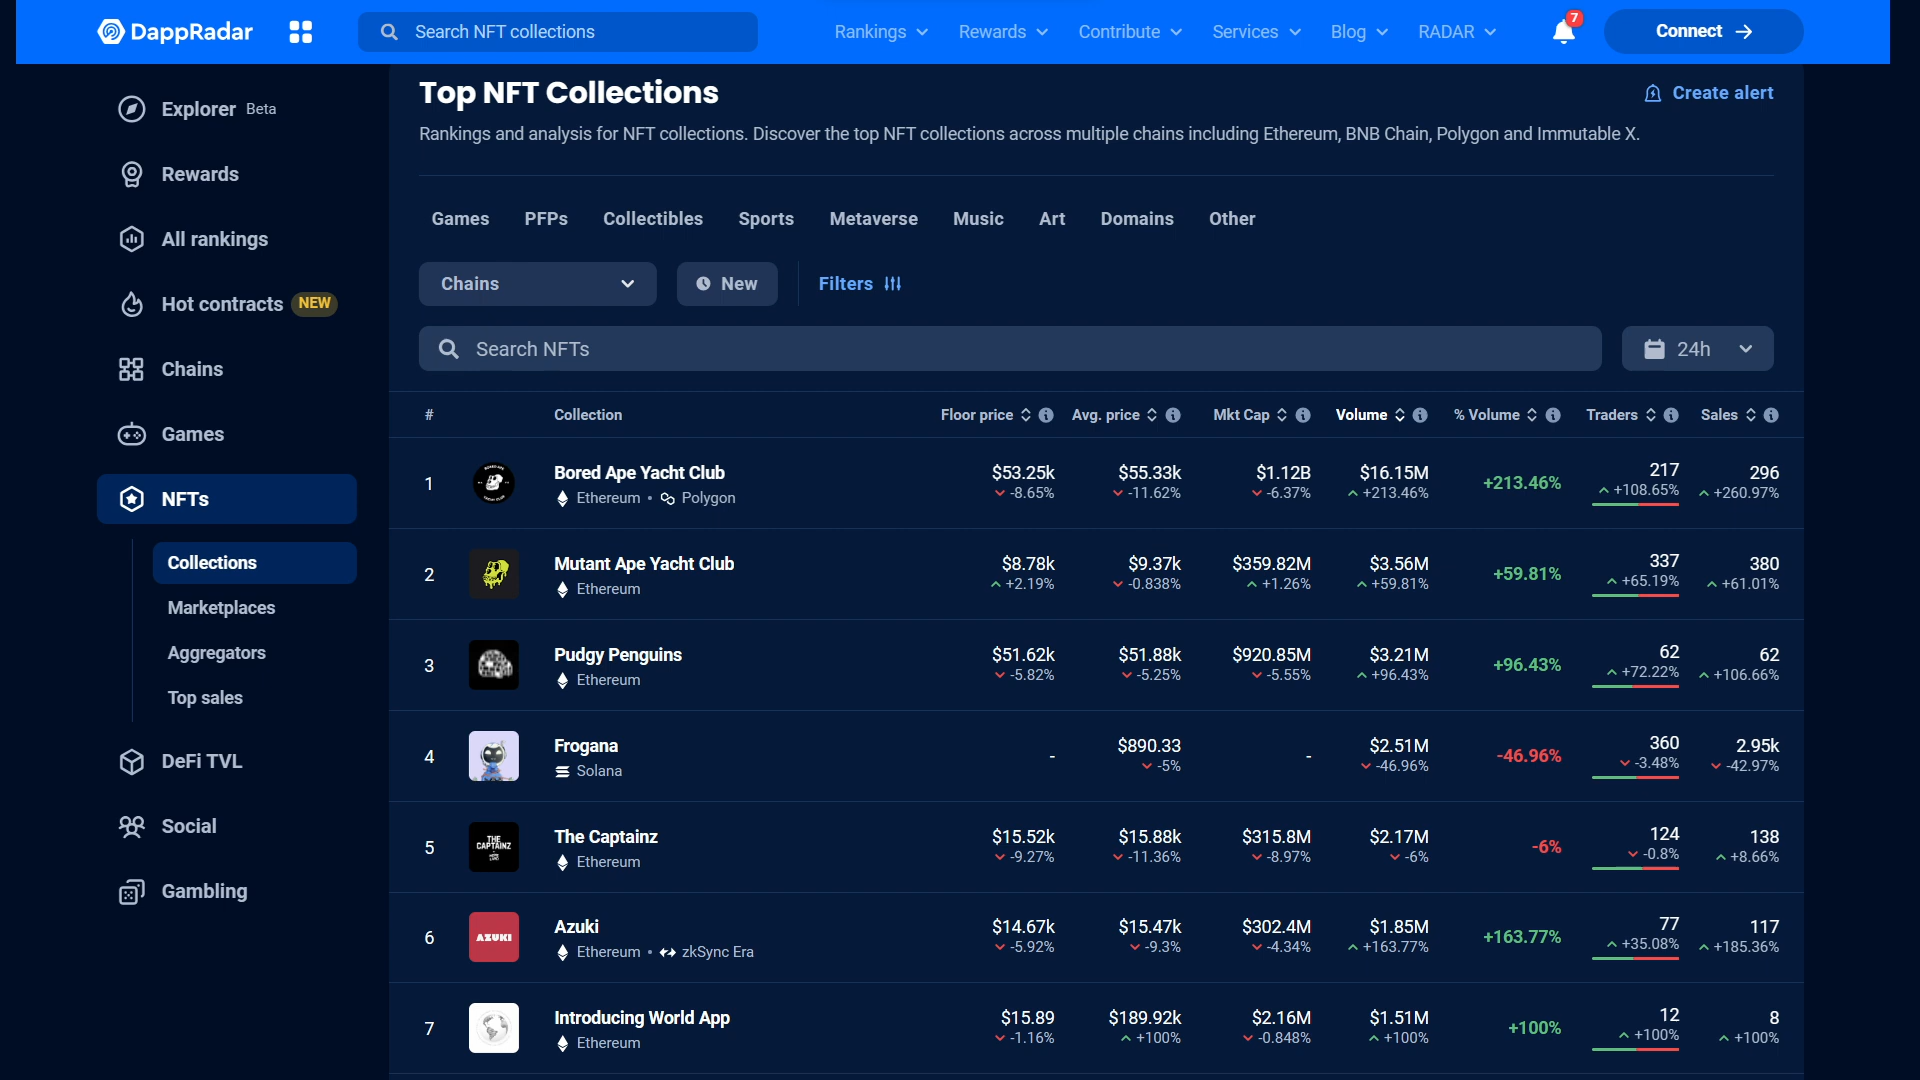 DappRadar
Search NFT collections
Rankings
Rewards
Contribute
Services
Blog
RADAR
7
Connect
Explorer Beta
Rewards
All rankings
Hot contracts NEW
Chains
Games
NFTs
Collections
Marketplaces
Aggregators
Top sales
DeFi TVL
Social
Gambling
Top NFT Collections
Create alert
Rankings and analysis for NFT collections. Discover the top NFT collections across multiple chains including Ethereum, BNB Chain, Polygon and Immutable X.
Games PFPs Collectibles Sports Metaverse Music Art Domains Other
Chains New Filters
Search NFTs 24h
# Collection Floor price Avg. price Mkt Cap Volume % Volume Traders Sales
1 Bored Ape Yacht Club $53.25k $55.33k $1.12B $16.15M +213.46% 217 296
Ethereum • Polygon -8.65% -11.62% -6.37% +213.46% +108.65% +260.97%
2 Mutant Ape Yacht Club $8.78k $9.37k $359.82M $3.56M +59.81% 337 380
Ethereum +2.19% -0.838% +1.26% +59.81% +65.19% +61.01%
3 Pudgy Penguins $51.62k $51.88k $920.85M $3.21M +96.43% 62 62
Ethereum -5.82% -5.25% -5.55% +96.43% +72.22% +106.66%
4 Frogana - $890.33 - $2.51M -46.96% 360 2.95k
Solana -5% -46.96% -3.48% -42.97%
5 THE CAPTAINZ The Captainz $15.52k $15.88k $315.8M $2.17M -6% 124 138
Ethereum -9.27% -11.36% -8.97% -6% -0.8% +8.66%
6 AZUKI Azuki $14.67k $15.47k $302.4M $1.85M +163.77% 77 117
Ethereum • zkSync Era -5.92% -9.3% -4.34% +163.77% +35.08% +185.36%
7 Introducing World App $15.89 $189.92k $2.16M $1.51M +100% 12 8
Ethereum -1.16% +100% -0.848% +100% +100% +100%